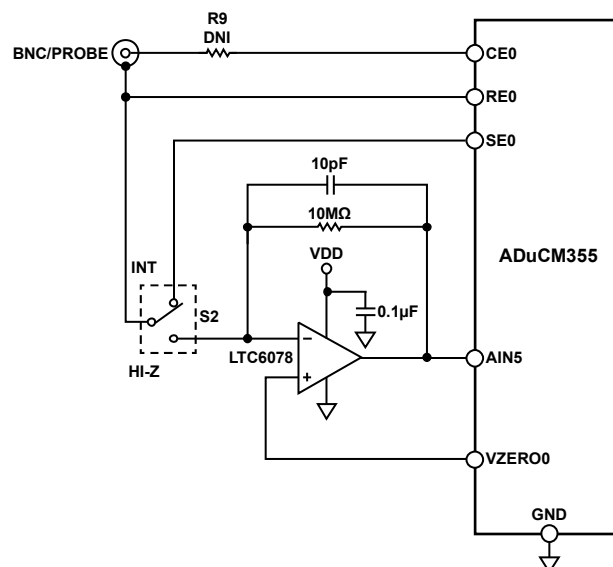 R9
DNI
BNC/PROBE
CE0
RE0
SE0
10pF
10MΩ
VDD
ADuCM355
INT
S2
0.1µF
–
LTC6078
+
AIN5
HI-Z
VZERO0
GND